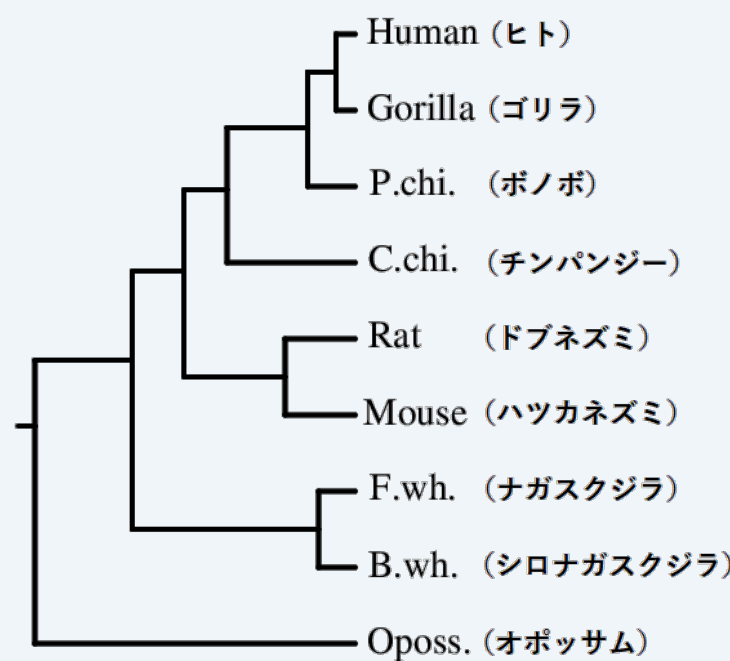 Human (ヒト)
Gorilla (ゴリラ)
P.chi. (ボノボ)
C.chi. (チンパンジー)
Rat (ドブネズミ)
Mouse (ハツカネズミ)
F.wh. (ナガスクジラ)
B.wh. (シロナガスクジラ)
Oposs. (オポッサム)